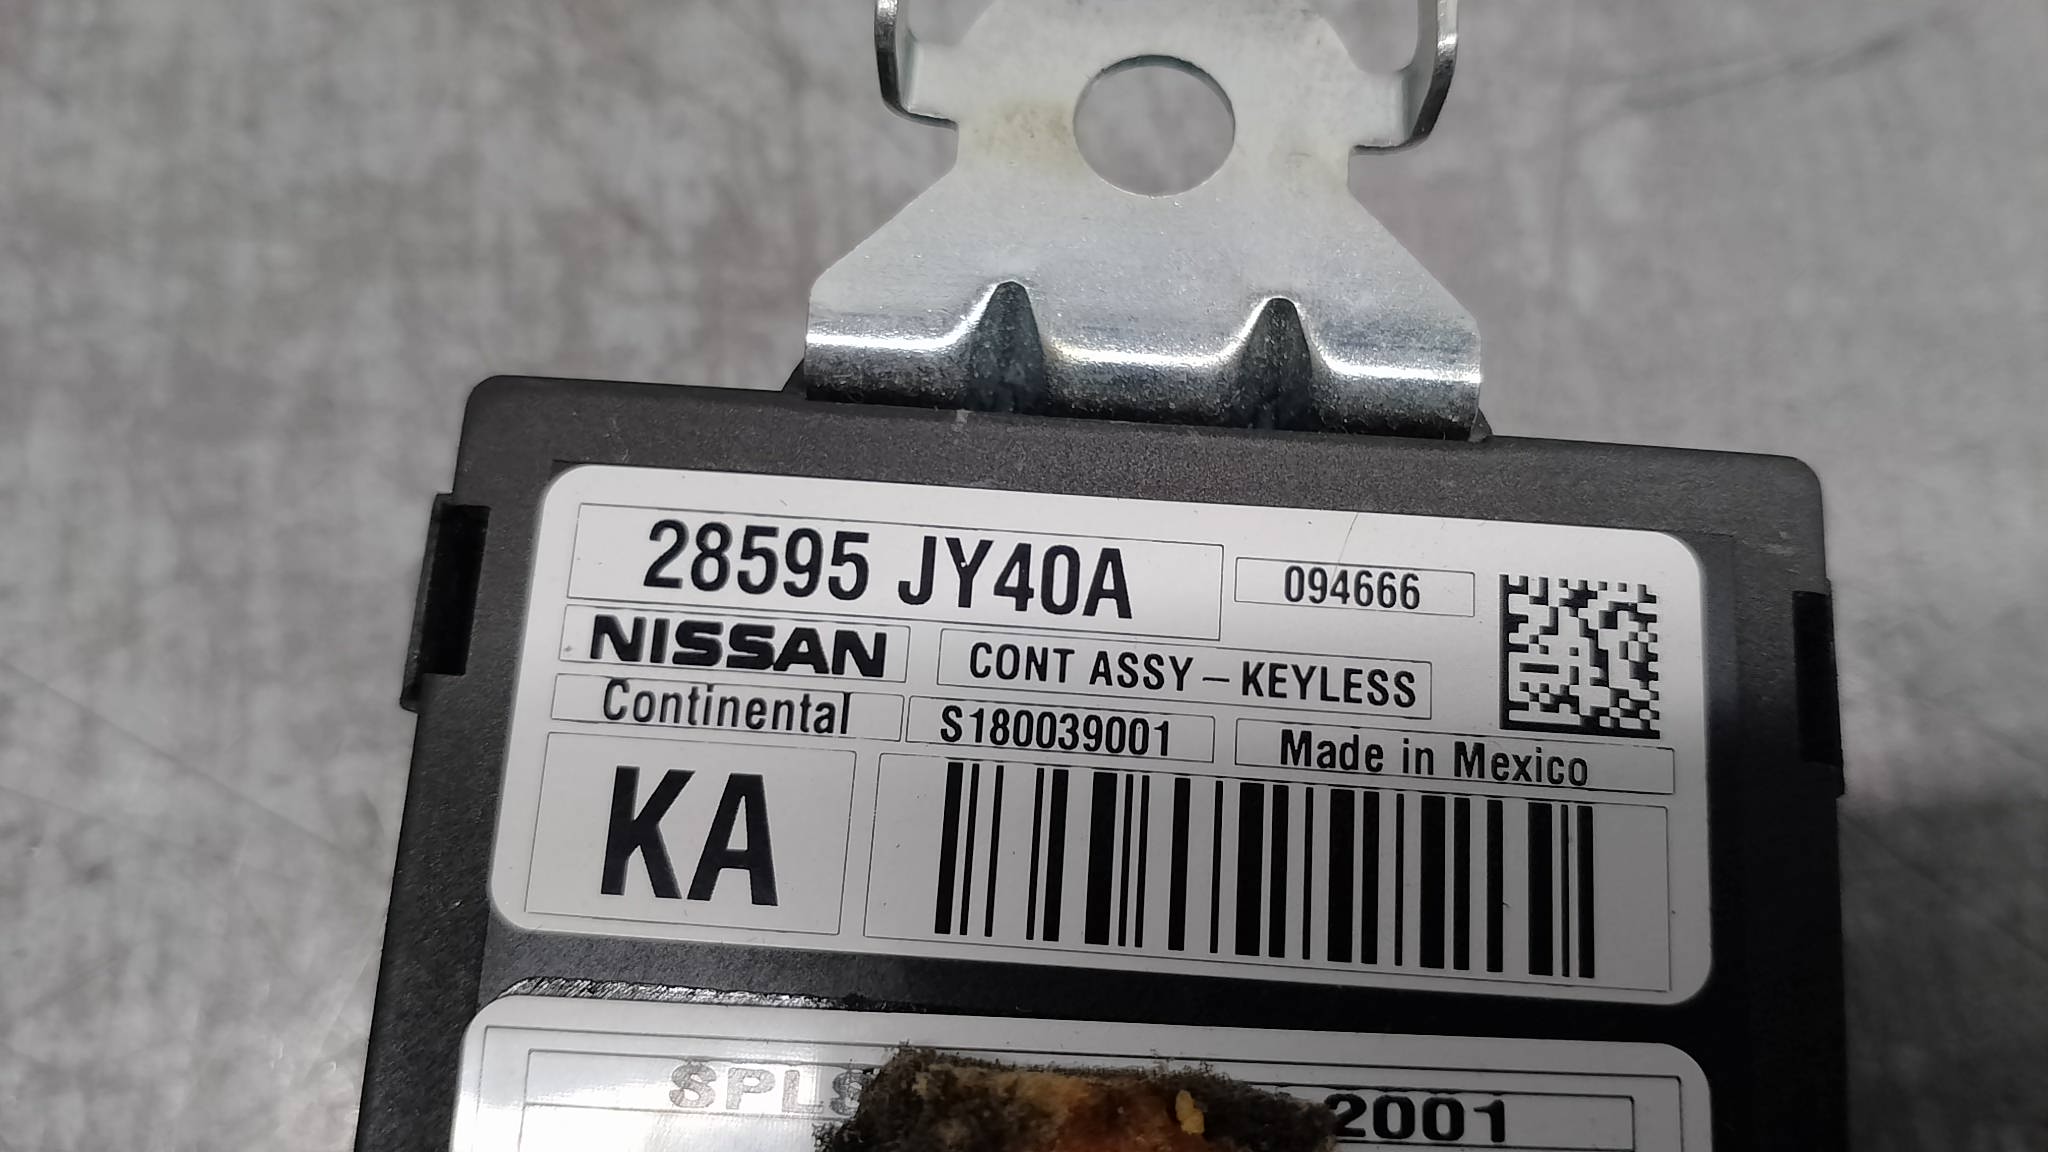 28595 JY40A
094666
NISSAN
CONT ASSY – KEYLESS
Continental
S180039001
Made in Mexico
KA
2001